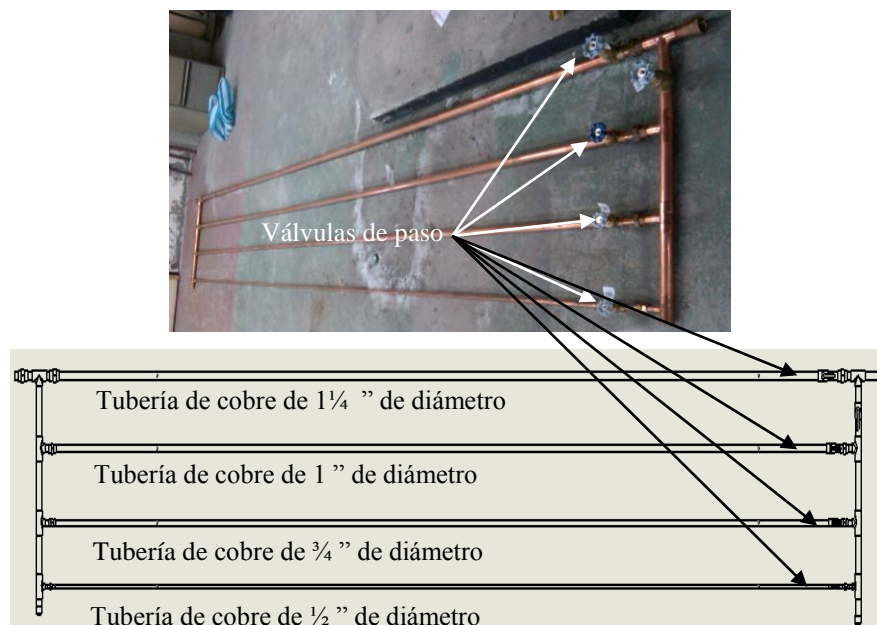 Válvulas de paso
Tubería de cobre de 1¼ ” de diámetro
Tubería de cobre de 1 ” de diámetro
Tubería de cobre de ¾ ” de diámetro
Tubería de cobre de ½ ” de diámetro